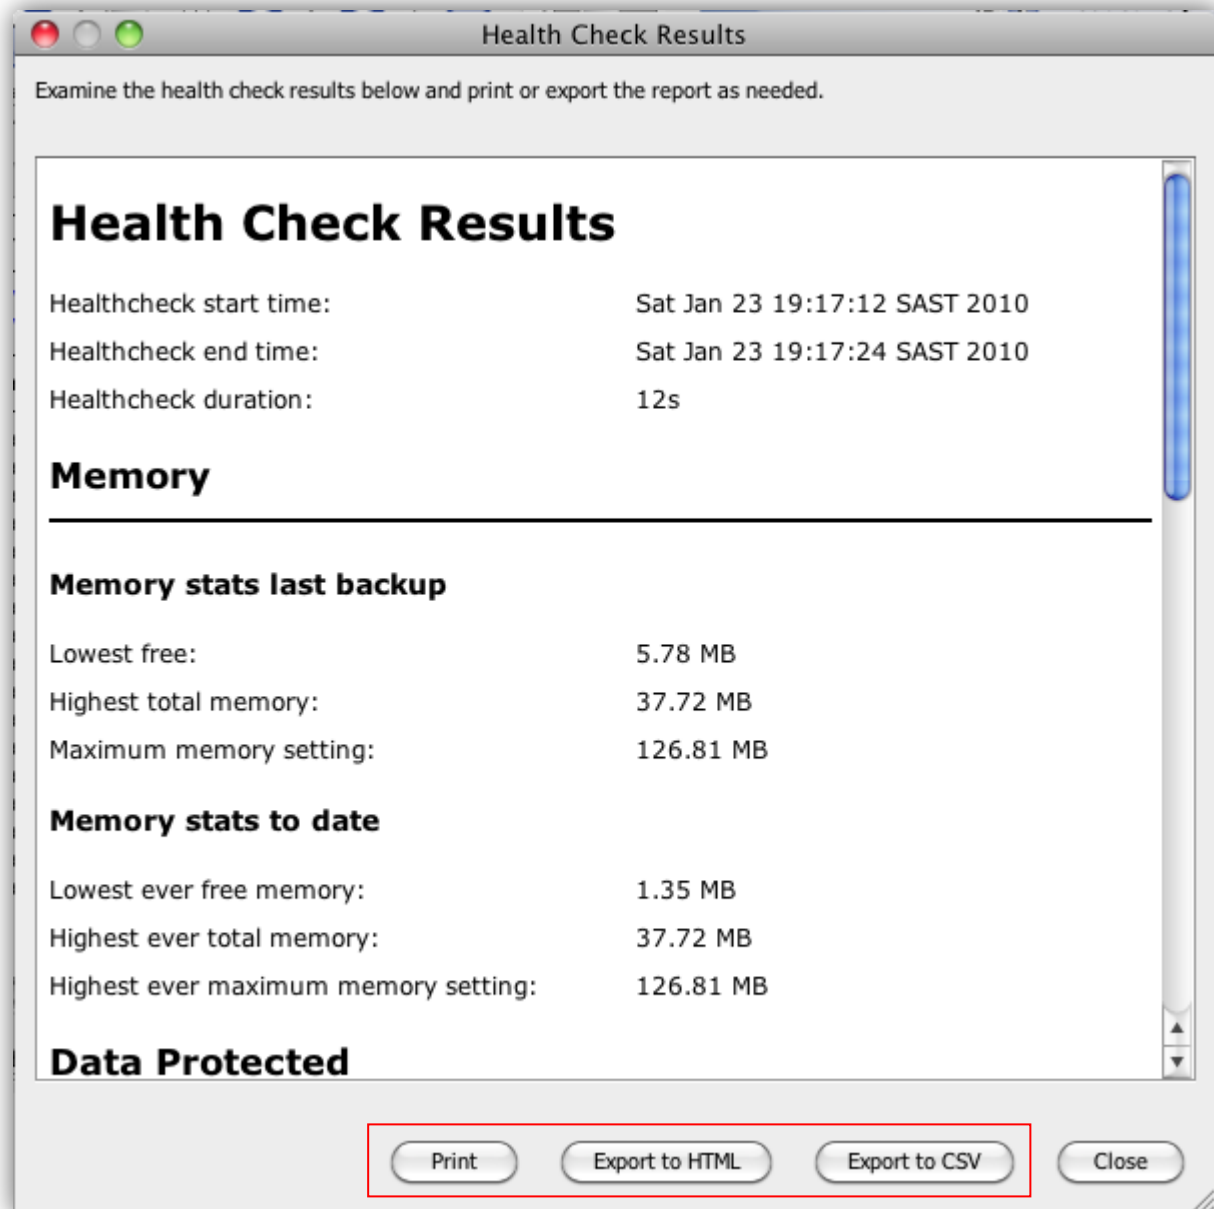 Health Check Results
Examine the health check results below and print or export the report as needed.
Health Check Results
Healthcheck start time: Sat Jan 23 19:17:12 SAST 2010
Healthcheck end time: Sat Jan 23 19:17:24 SAST 2010
Healthcheck duration: 12s
Memory
Memory stats last backup
Lowest free: 5.78 MB
Highest total memory: 37.72 MB
Maximum memory setting: 126.81 MB
Memory stats to date
Lowest ever free memory: 1.35 MB
Highest ever total memory: 37.72 MB
Highest ever maximum memory setting: 126.81 MB
Data Protected
Print Export to HTML Export to CSV Close